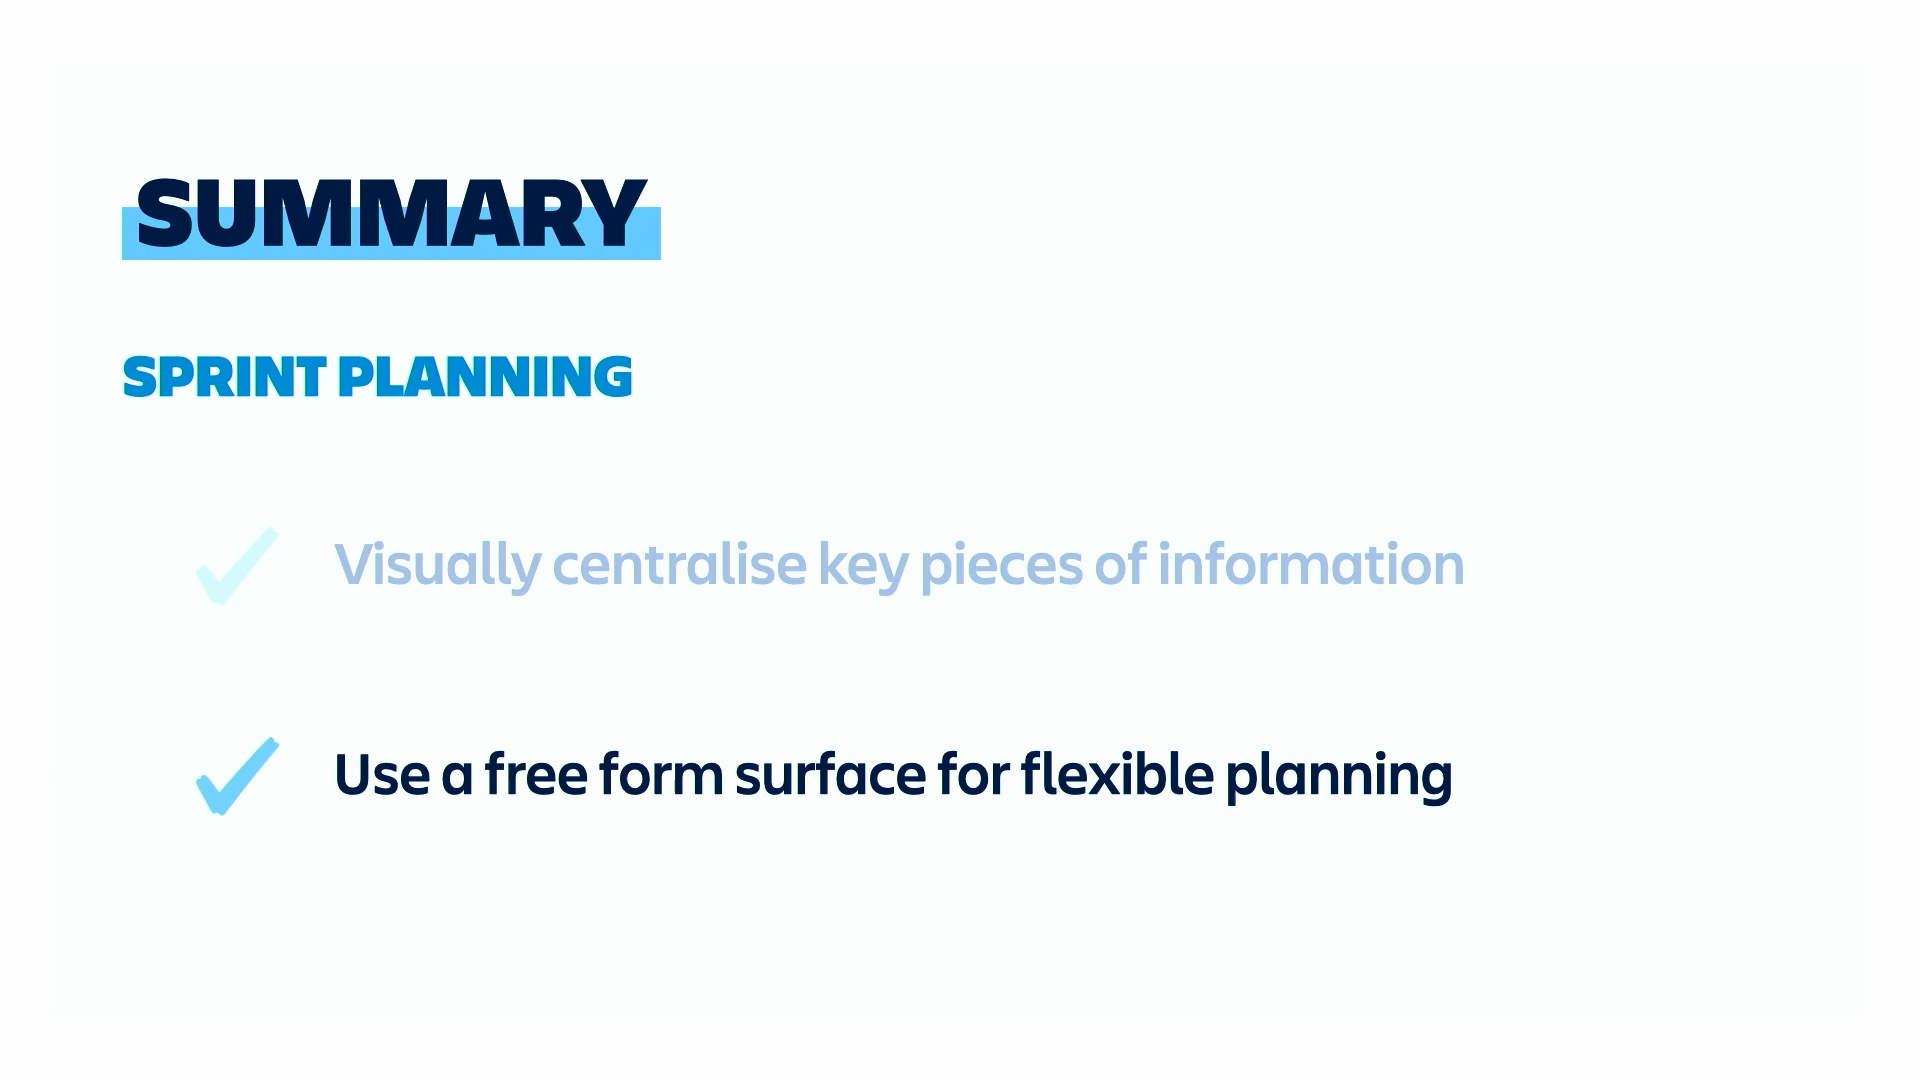 SUMMARY
SPRINT PLANNING
Visually centralise key pieces of information
Use a free form surface for flexible planning